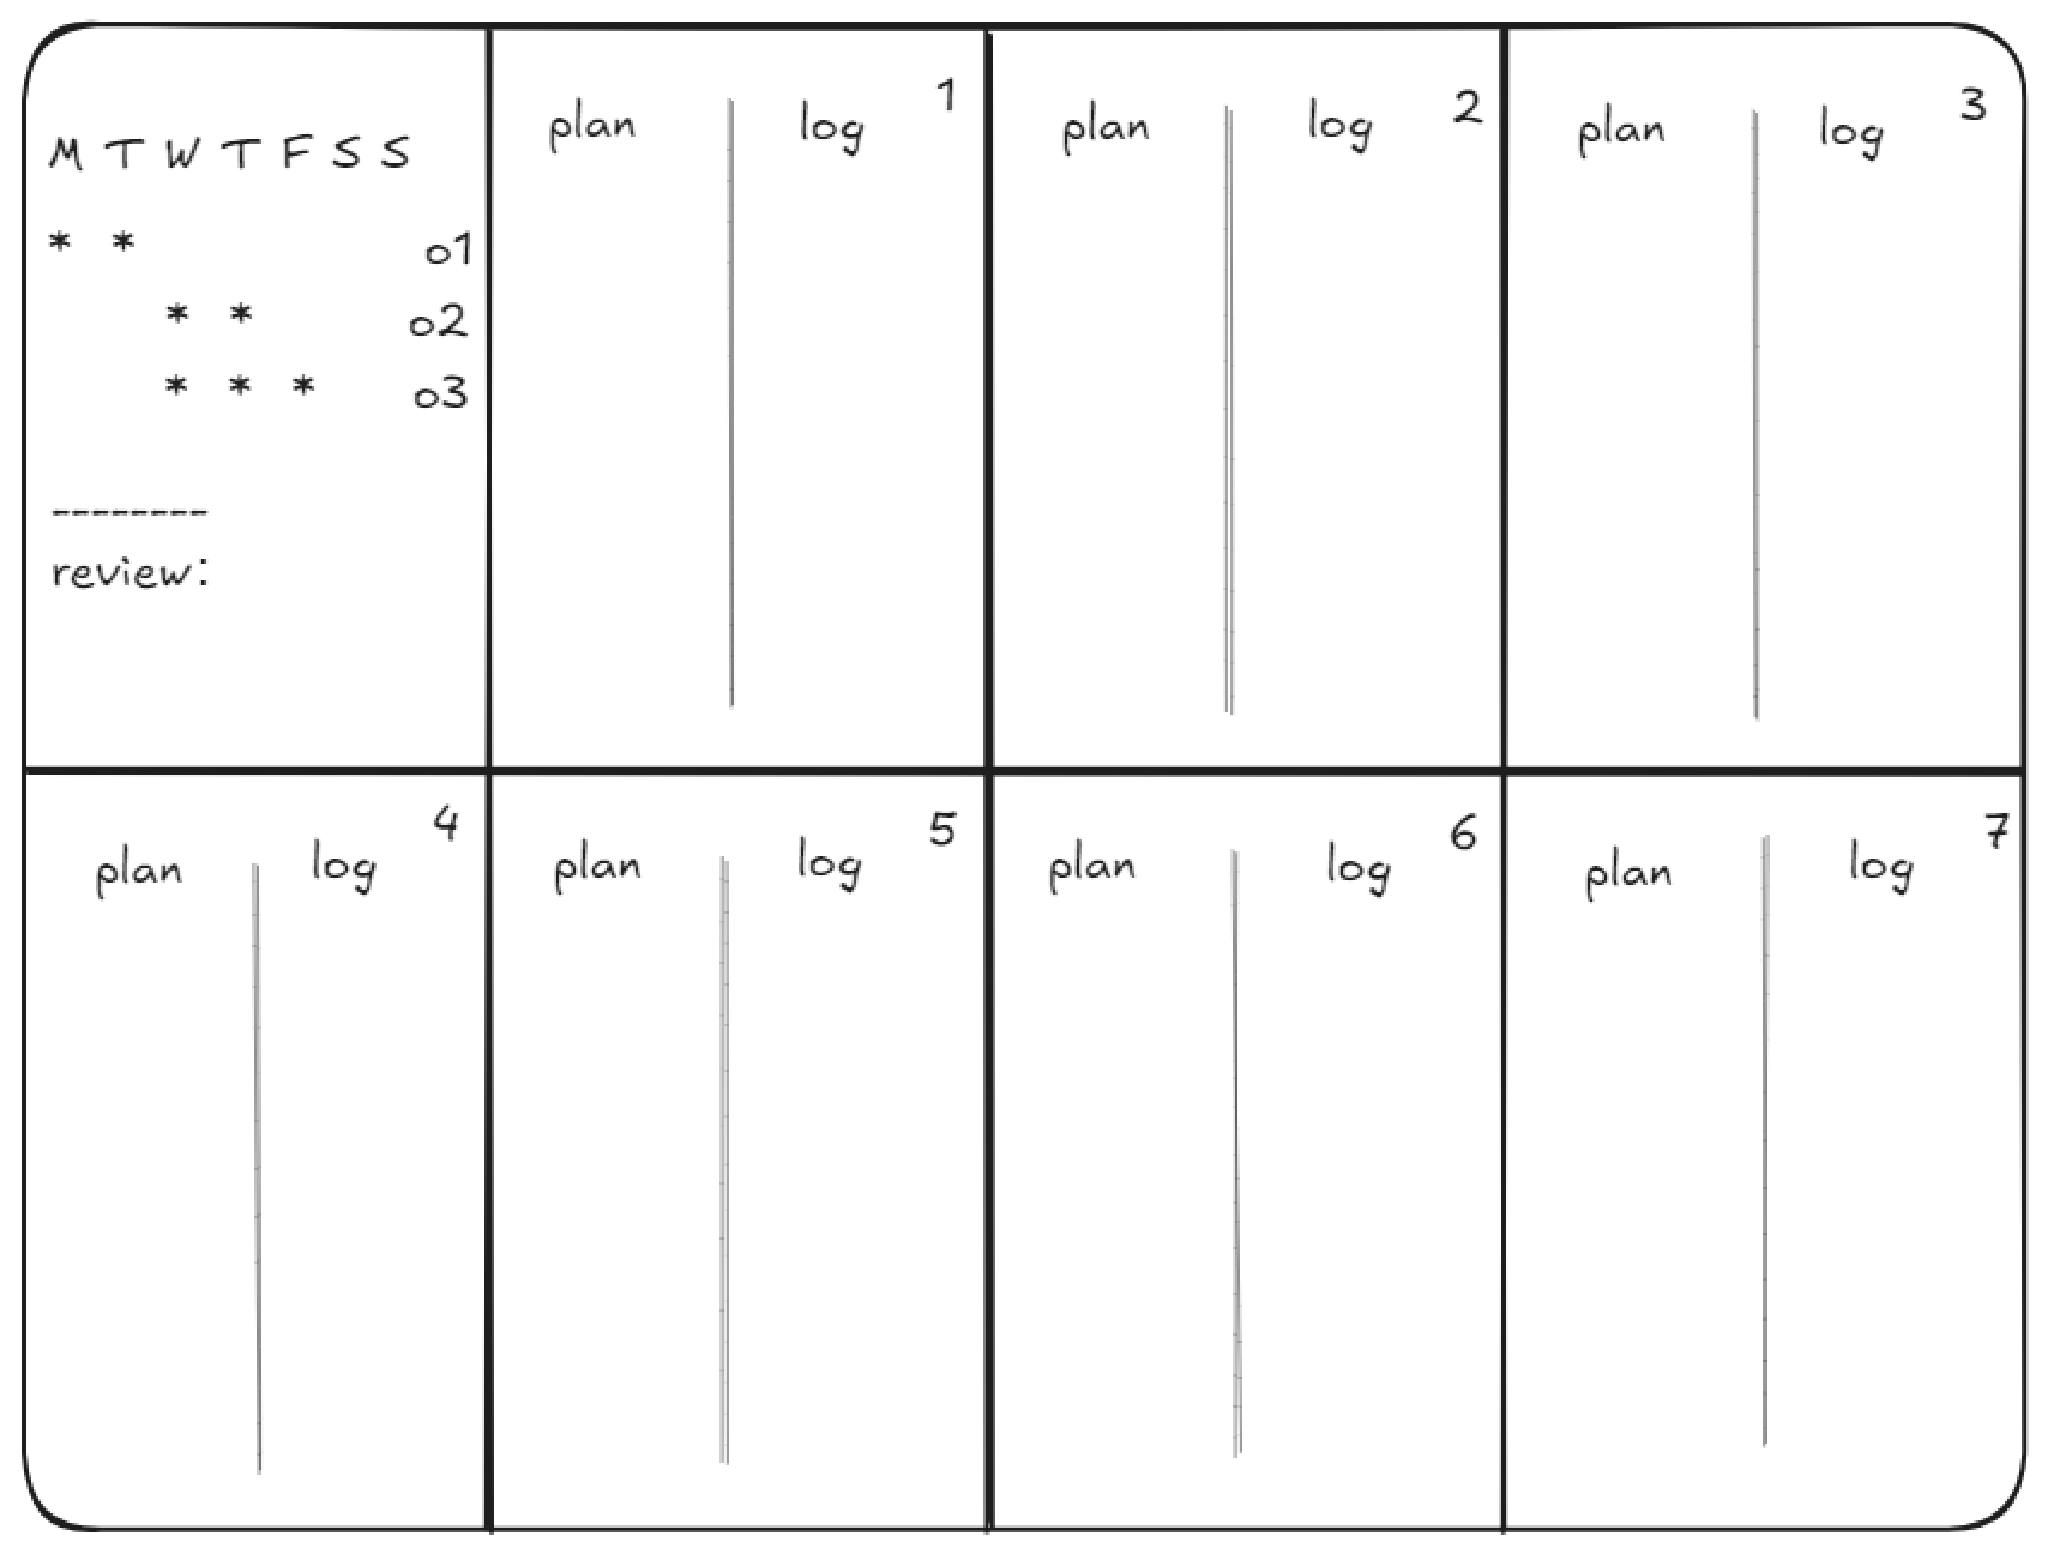 M T W T F S S
* * o1
* * o2
* * * o3
--------
review:
plan log 1
plan log 2
plan log 3
plan log 4
plan log 5
plan log 6
plan log 7